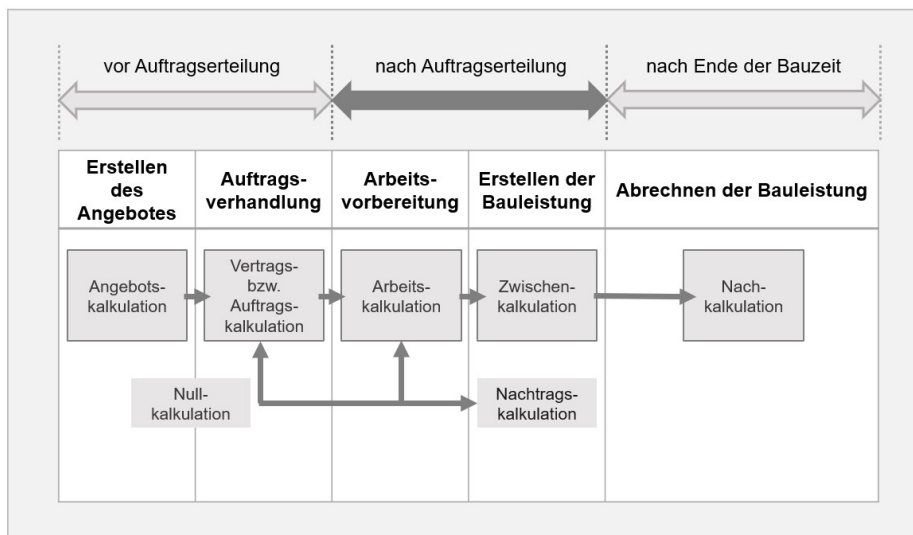 vor Auftragserteilung
nach Auftragserteilung
nach Ende der Bauzeit
Erstellen
des
Angebotes
Auftrags-
verhandlung
Arbeits-
vorbereitung
Erstellen der
Bauleistung
Abrechnen der Bauleistung
Angebots-
kalkulation
Vertrags-
bzw.
Auftrags-
kalkulation
Arbeits-
kalkulation
Zwischen-
kalkulation
Nach-
kalkulation
Null-
kalkulation
Nachtrags-
kalkulation